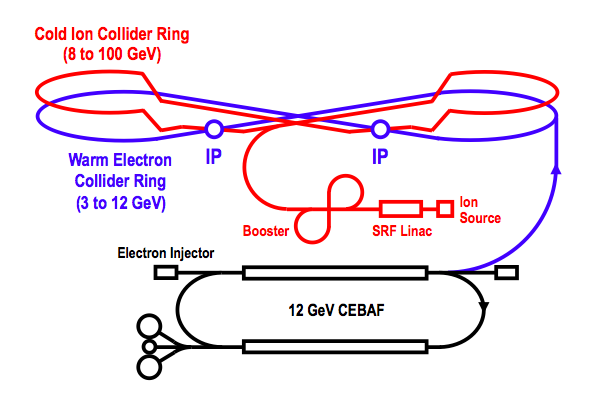 Cold Ion Collider Ring
(8 to 100 GeV)
IP
IP
Warm Electron
Collider Ring
(3 to 12 GeV)
Booster
SRF Linac
Ion
Source
Electron Injector
12 GeV CEBAF